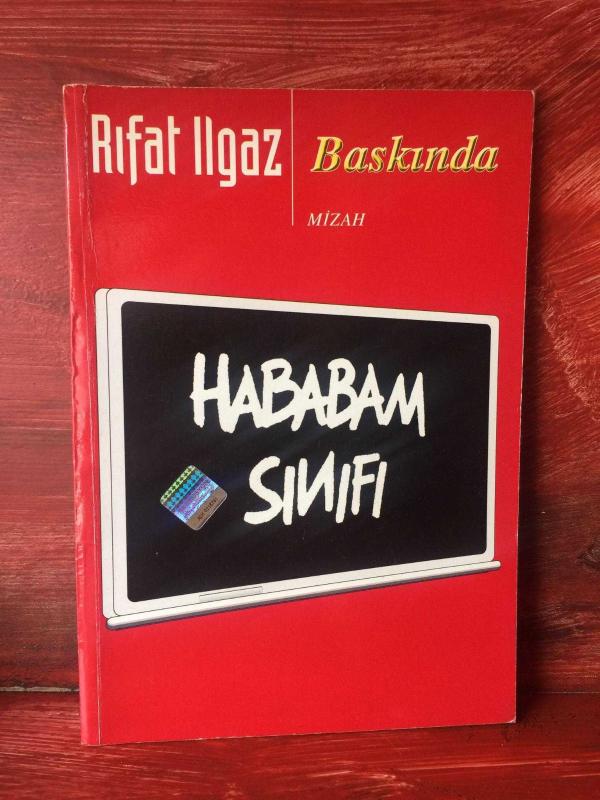 Rıfat Ilgaz
Baskında
MİZAH
HABABAM
SINIFI